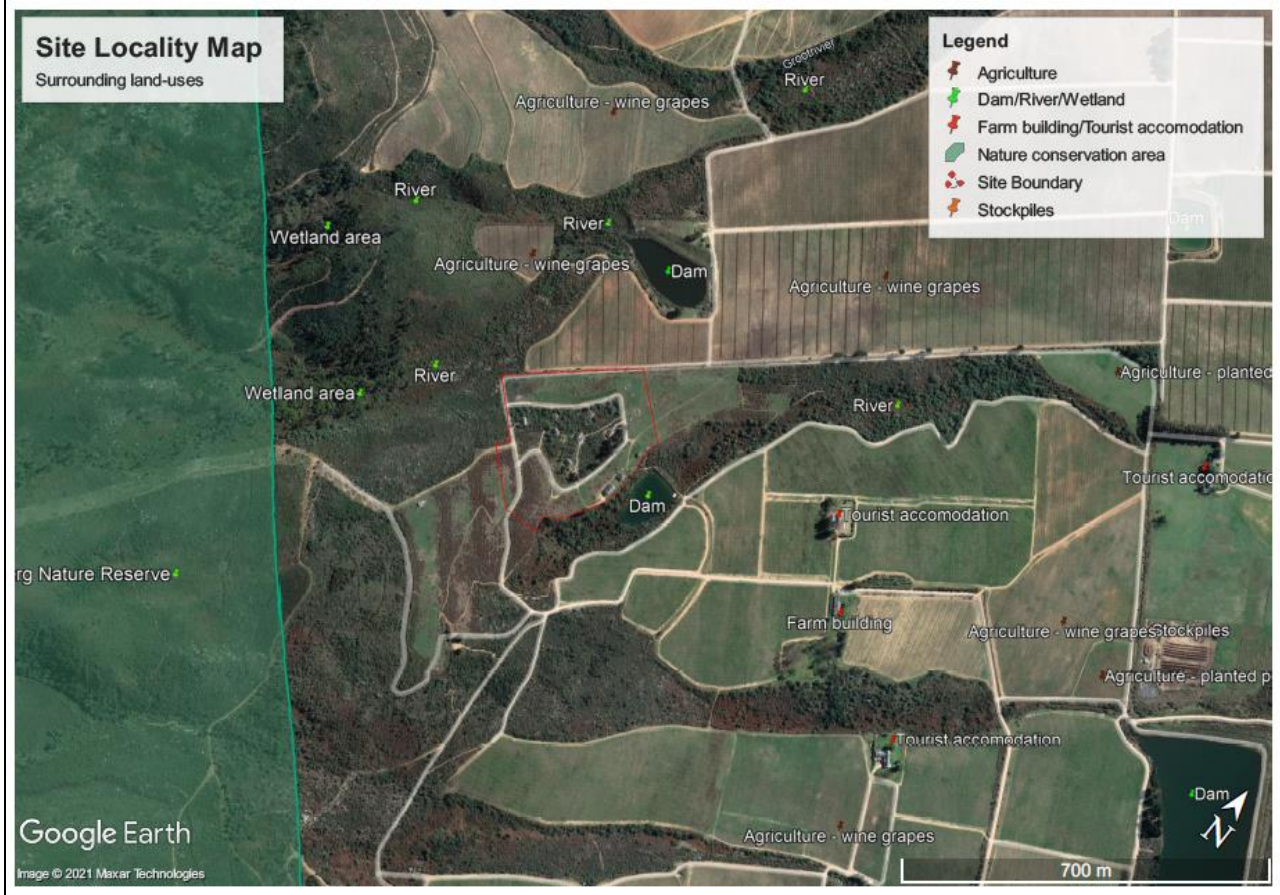 Site Locality Map
Surrounding land-uses
Legend
Agriculture
Dam/River/Wetland
Farm building/Tourist accomodation
Nature conservation area
Site Boundary
Stockpiles
Grootrivier
River
Agriculture - wine grapes
River
River
Wetland area
Agriculture - wine grapes
Dam
Dam
Agriculture - wine grapes
River
Wetland area
Agriculture - planted
River
Tourist accomodatio
Dam
Tourist accomodation
rg Nature Reserve
Farm building
Agriculture - wine grapes
Stockpiles
Agriculture - planted p
Tourist accomodation
Dam
N
Agriculture - wine grapes
Google Earth
700 m
Image © 2021 Maxar Technologies